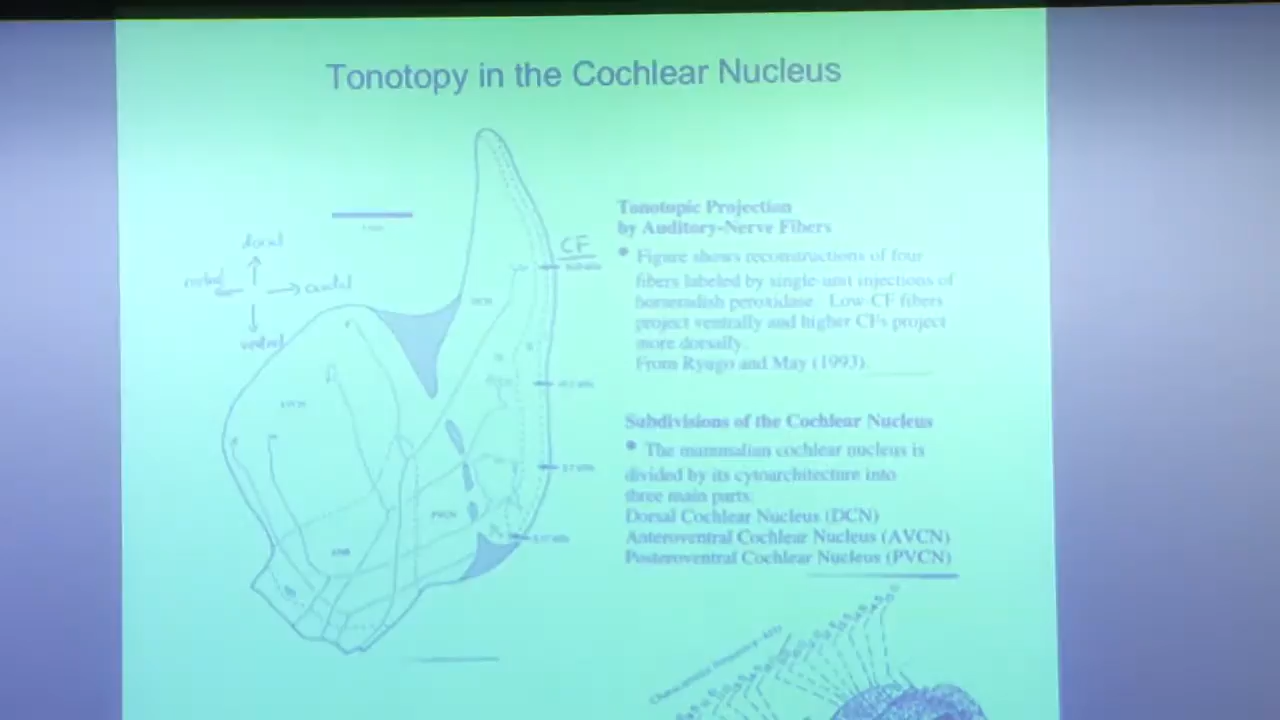 Tonotopy in the Cochlear Nucleus
dorsal
caudal
ventral
CF
DCN
PVCN
Tonotopic Projection
by Auditory-Nerve Fibers
• Figure shows reconstructions of four
fibers labeled by single-unit injections of
horseradish peroxidase. Low-CF fibers
project ventrally and higher CFs project
more dorsally.
From Ryugo and May (1993)
Subdivisions of the Cochlear Nucleus
• The mammalian cochlear nucleus is
divided by its cytoarchitecture into
three main parts:
Dorsal Cochlear Nucleus (DCN)
Anteroventral Cochlear Nucleus (AVCN)
Posteroventral Cochlear Nucleus (PVCN)